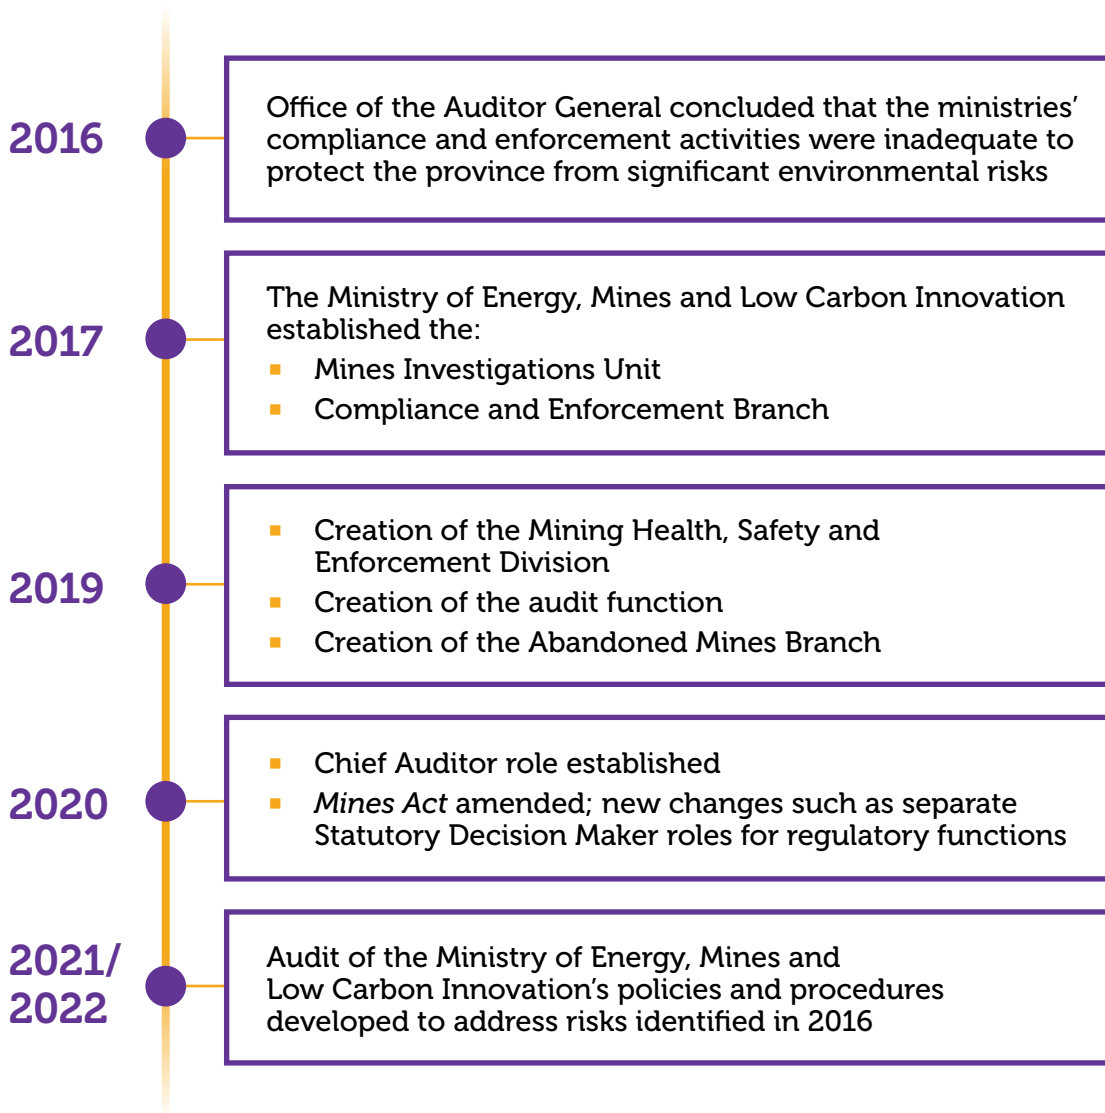 2016
Office of the Auditor General concluded that the ministries’
compliance and enforcement activities were inadequate to
protect the province from significant environmental risks
2017
The Ministry of Energy, Mines and Low Carbon Innovation
established the:
▪ Mines Investigations Unit
▪ Compliance and Enforcement Branch
2019
▪ Creation of the Mining Health, Safety and
Enforcement Division
▪ Creation of the audit function
▪ Creation of the Abandoned Mines Branch
2020
▪ Chief Auditor role established
▪ Mines Act amended; new changes such as separate
Statutory Decision Maker roles for regulatory functions
2021/
2022
Audit of the Ministry of Energy, Mines and
Low Carbon Innovation’s policies and procedures
developed to address risks identified in 2016